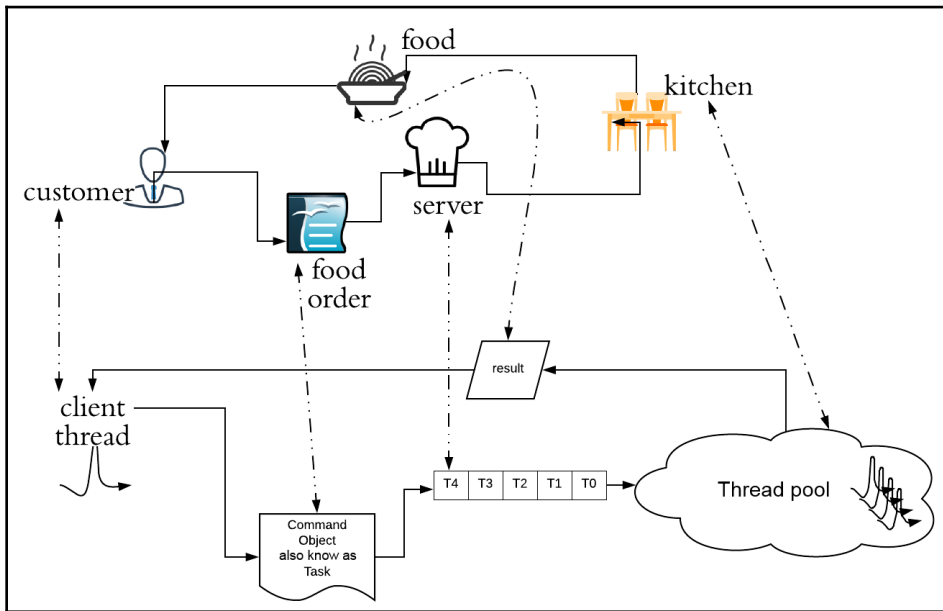 food
kitchen
customer
server
food
order
result
client
thread
T4 T3 T2 T1 T0
Thread pool
Command
Object
also know as
Task